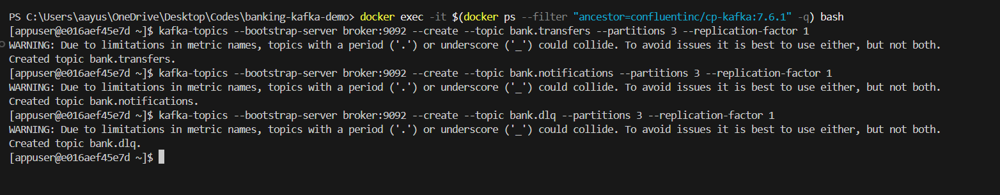 PS C:\Users\aayus\OneDrive\Desktop\Codes\banking-kafka-demo> docker exec -it $(docker ps --filter "ancestor=confluentinc/cp-kafka:7.6.1" -q) bash
[appuser@e016aef45e7d ~]$ kafka-topics --bootstrap-server broker:9092 --create --topic bank.transfers --partitions 3 --replication-factor 1
WARNING: Due to limitations in metric names, topics with a period ('.') or underscore ('_') could collide. To avoid issues it is best to use either, but not both.
Created topic bank.transfers.
[appuser@e016aef45e7d ~]$ kafka-topics --bootstrap-server broker:9092 --create --topic bank.notifications --partitions 3 --replication-factor 1
WARNING: Due to limitations in metric names, topics with a period ('.') or underscore ('_') could collide. To avoid issues it is best to use either, but not both.
Created topic bank.notifications.
[appuser@e016aef45e7d ~]$ kafka-topics --bootstrap-server broker:9092 --create --topic bank.dlq --partitions 3 --replication-factor 1
WARNING: Due to limitations in metric names, topics with a period ('.') or underscore ('_') could collide. To avoid issues it is best to use either, but not both.
Created topic bank.dlq.
[appuser@e016aef45e7d ~]$